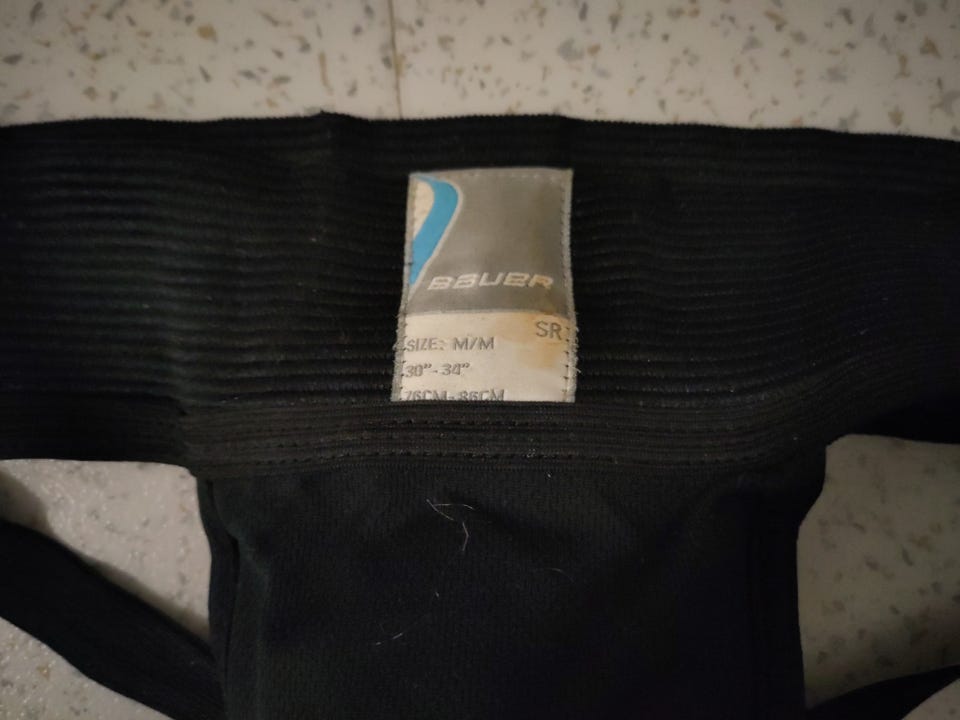 BAUER
SR
SIZE: M/M
30"- 34"
76CM-86CM